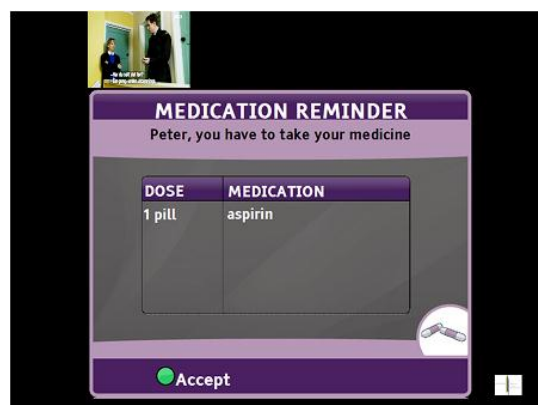 MEDICATION REMINDER
Peter, you have to take your medicine
DOSE MEDICATION
1 pill aspirin
Accept